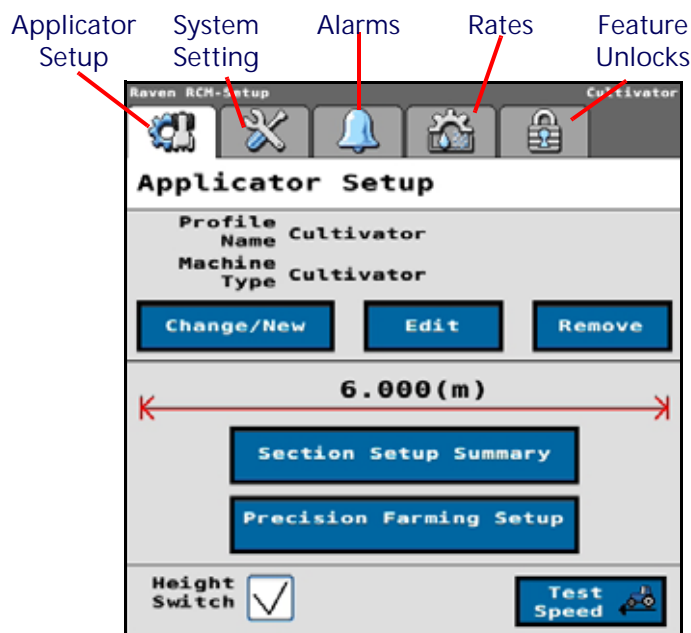 Applicator Setup
System Setting
Alarms
Rates
Feature Unlocks
Raven RCM-Setup Cultivator
Applicator Setup
Profile Name Cultivator
Machine Type Cultivator
Change/New Edit Remove
6.000(m)
Section Setup Summary
Precision Farming Setup
Height Switch
Test Speed